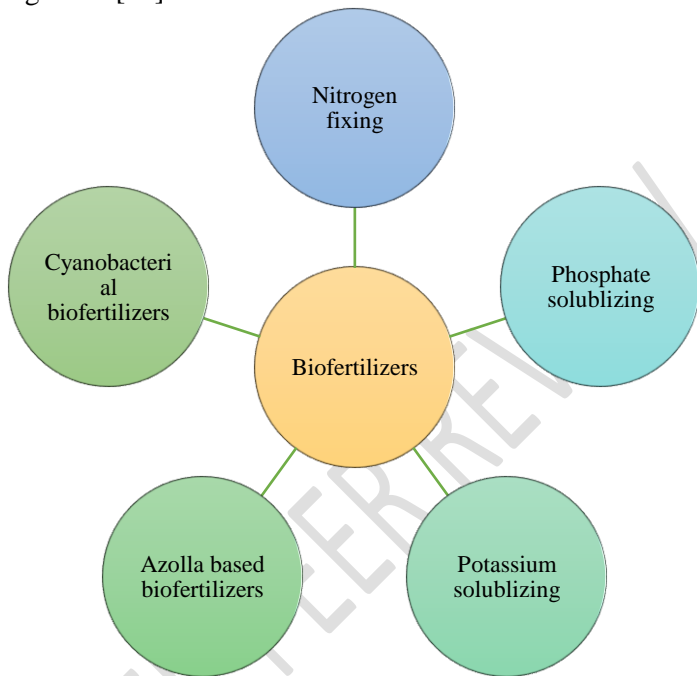 Nitrogen
fixing
Cyanobacteri
al
biofertilizers
Phosphate
solublizing
Biofertilizers
Azolla based
biofertilizers
Potassium
solublizing